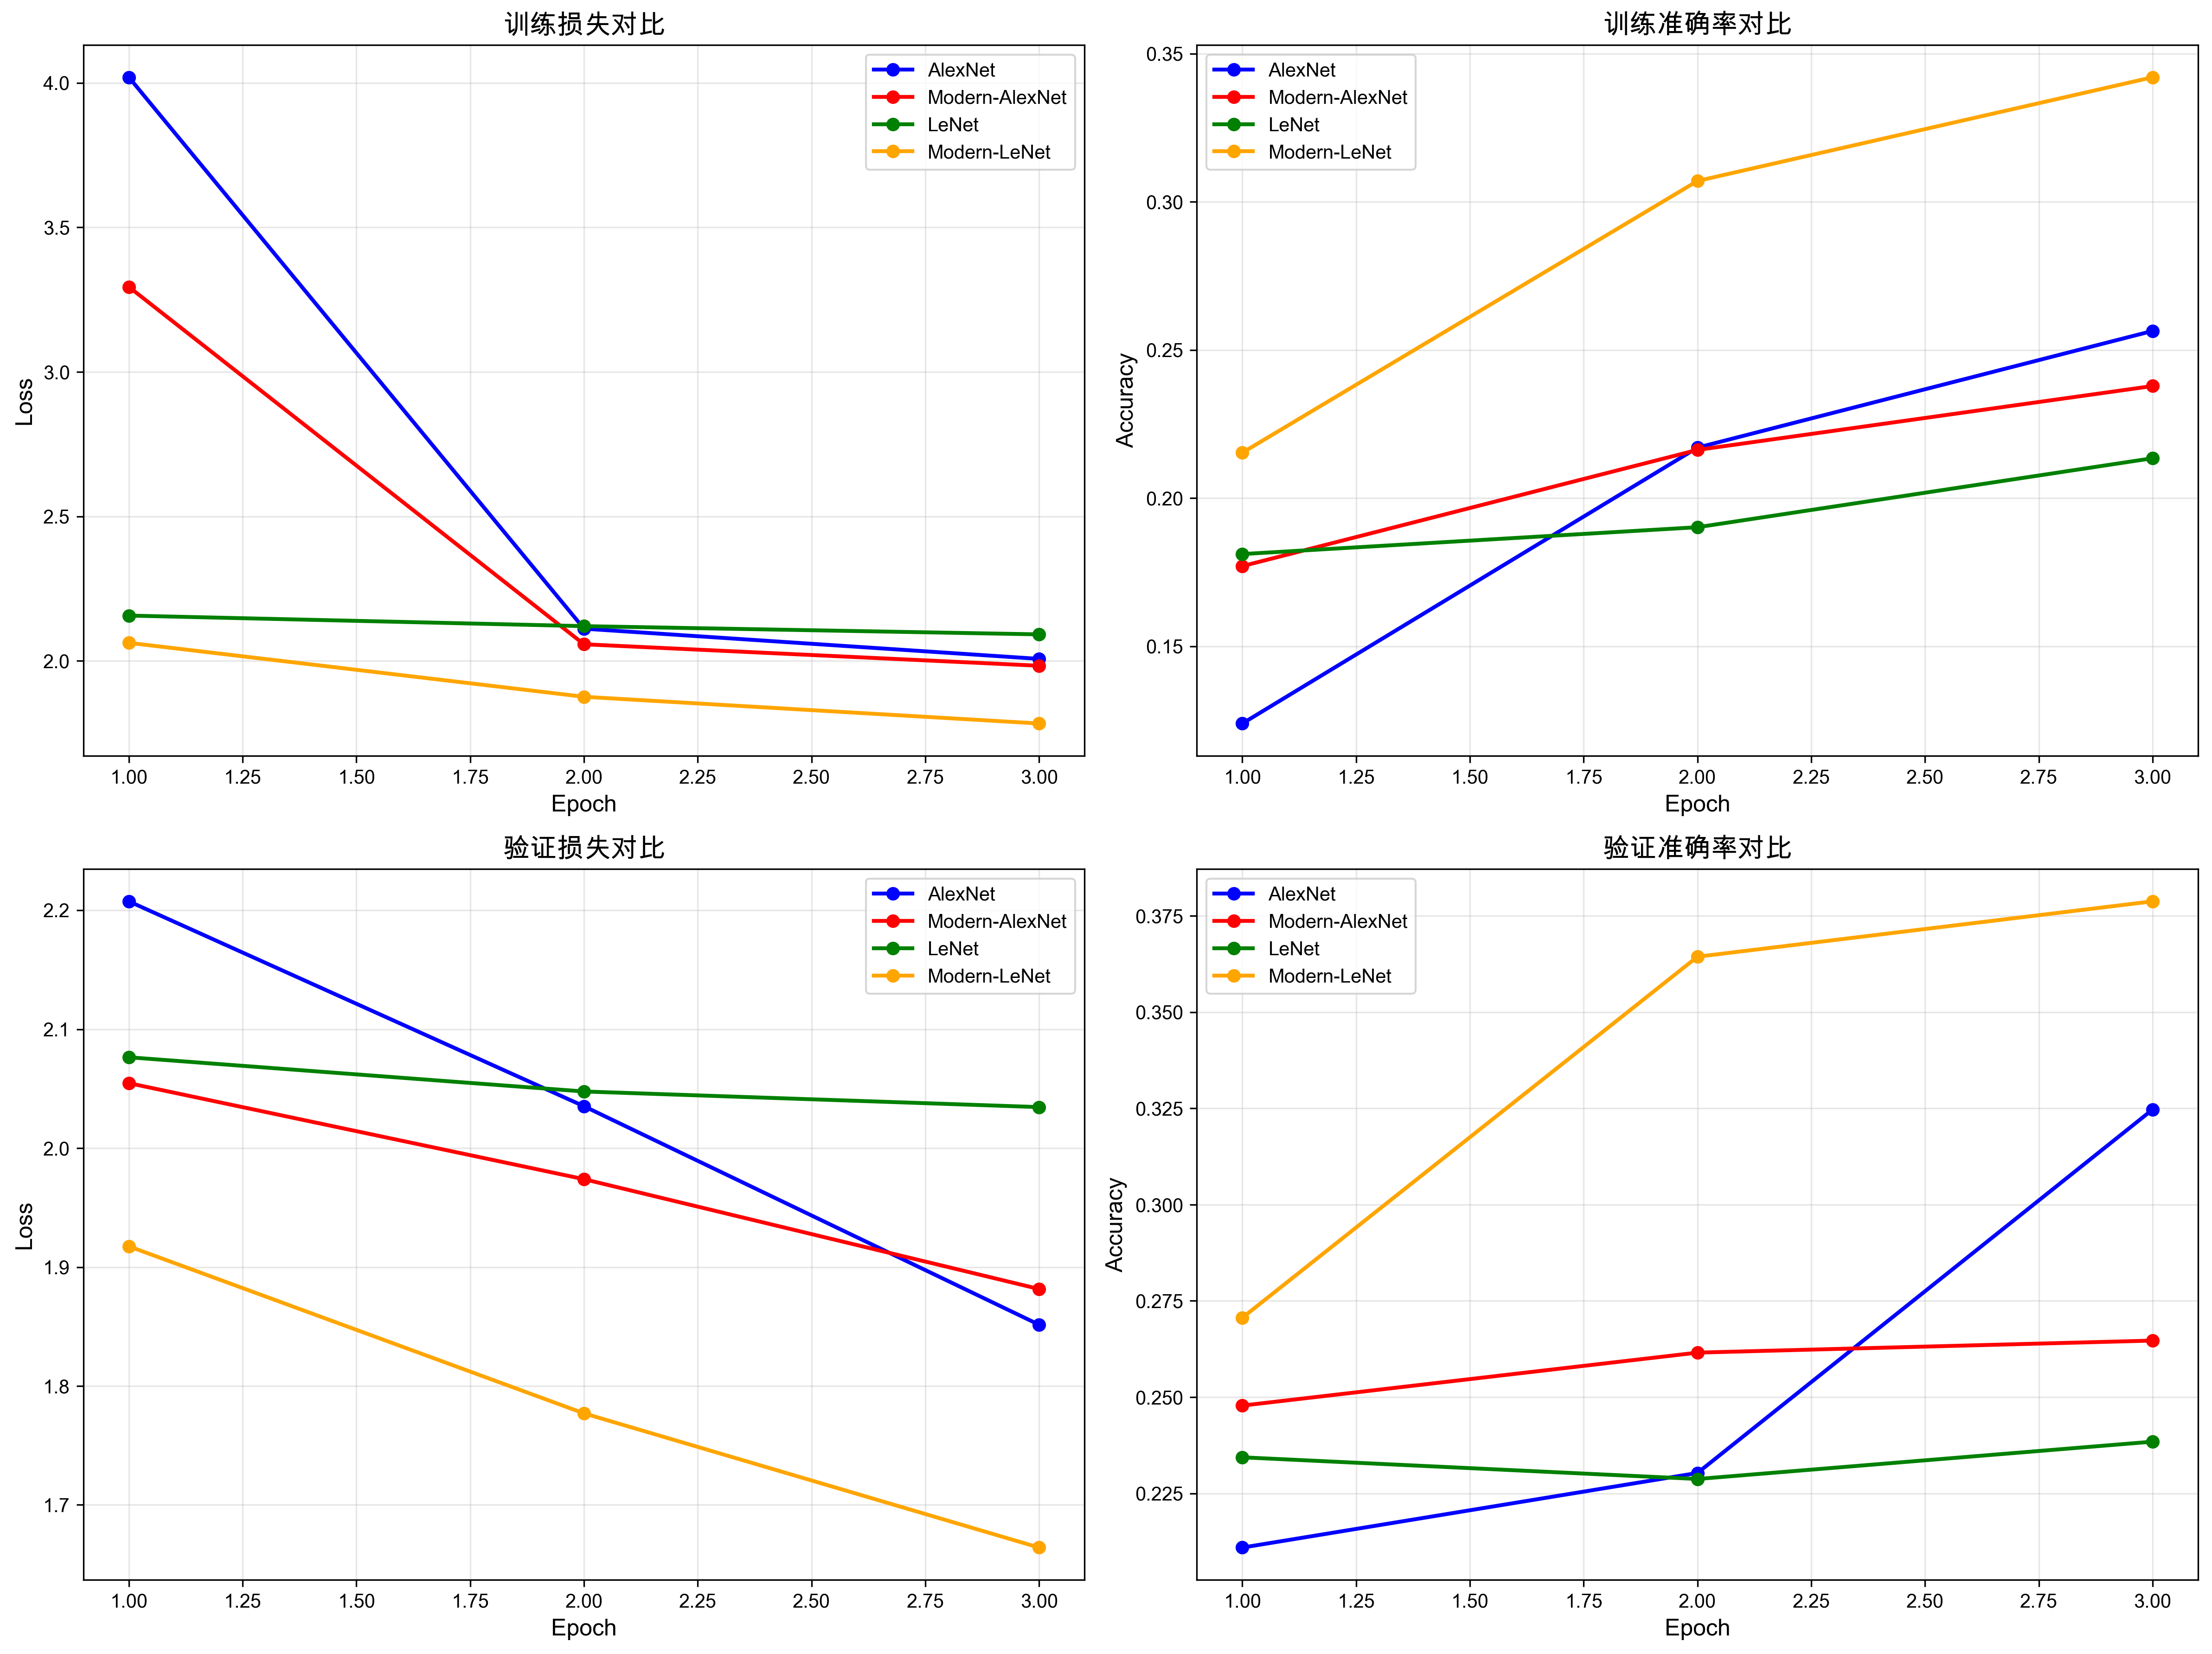 训练损失对比
4.0
3.5
3.0
2.5
2.0
Loss
AlexNet
Modern-AlexNet
LeNet
Modern-LeNet
1.00 1.25 1.50 1.75 2.00 2.25 2.50 2.75 3.00
Epoch
训练准确率对比
0.35
0.30
0.25
0.20
0.15
Accuracy
AlexNet
Modern-AlexNet
LeNet
Modern-LeNet
1.00 1.25 1.50 1.75 2.00 2.25 2.50 2.75 3.00
Epoch
验证损失对比
2.2
2.1
2.0
1.9
1.8
1.7
Loss
AlexNet
Modern-AlexNet
LeNet
Modern-LeNet
1.00 1.25 1.50 1.75 2.00 2.25 2.50 2.75 3.00
Epoch
验证准确率对比
0.375
0.350
0.325
0.300
0.275
0.250
0.225
Accuracy
AlexNet
Modern-AlexNet
LeNet
Modern-LeNet
1.00 1.25 1.50 1.75 2.00 2.25 2.50 2.75 3.00
Epoch